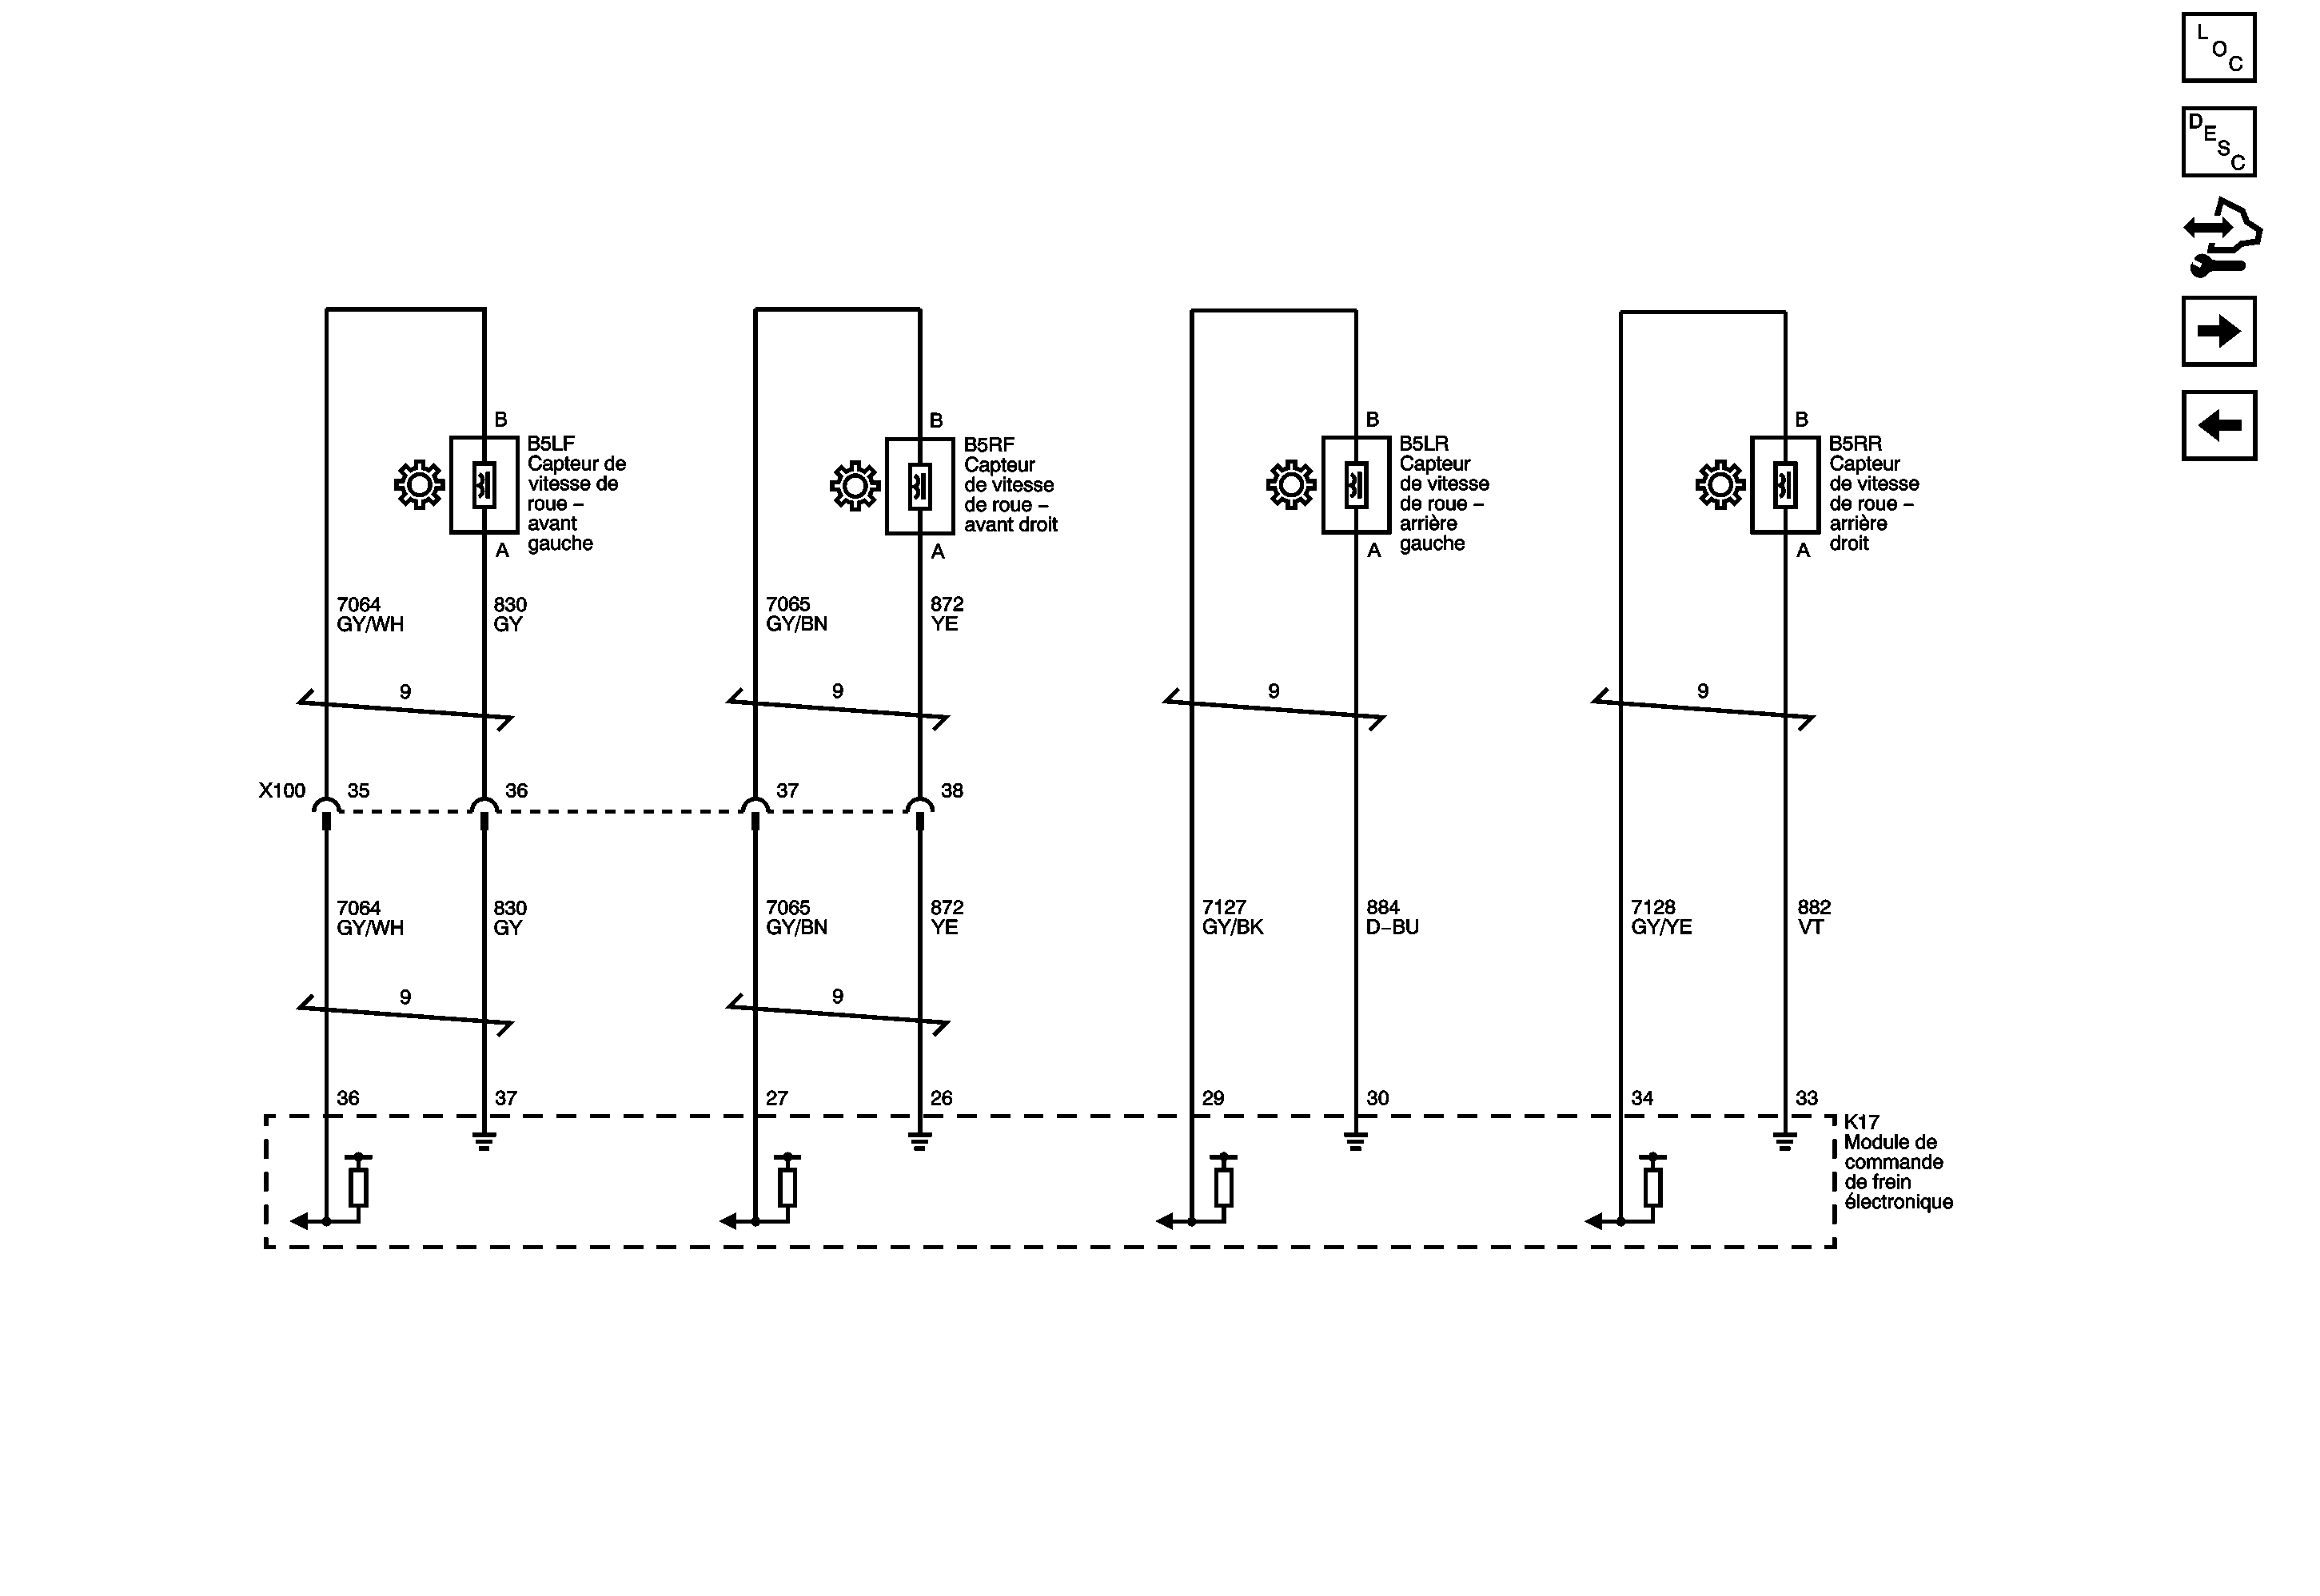 L
O
C
D
E
S
C
B
B5LF
Capteur de
vitesse de
roue –
avant
gauche
A
B
B5RF
Capteur
de vitesse
de roue –
avant droit
A
B
B5LR
Capteur
de vitesse
de roue –
arrière
gauche
A
B
B5RR
Capteur
de vitesse
de roue –
arrière
droit
A
7064
GY/WH
830
GY
7065
GY/BN
872
YE
9
9
9
9
X100
35
36
37
38
7064
GY/WH
830
GY
7065
GY/BN
872
YE
7127
GY/BK
884
D–BU
7128
GY/YE
882
VT
9
9
36
37
27
26
29
30
34
33
K17
Module de
commande
de frein
électronique